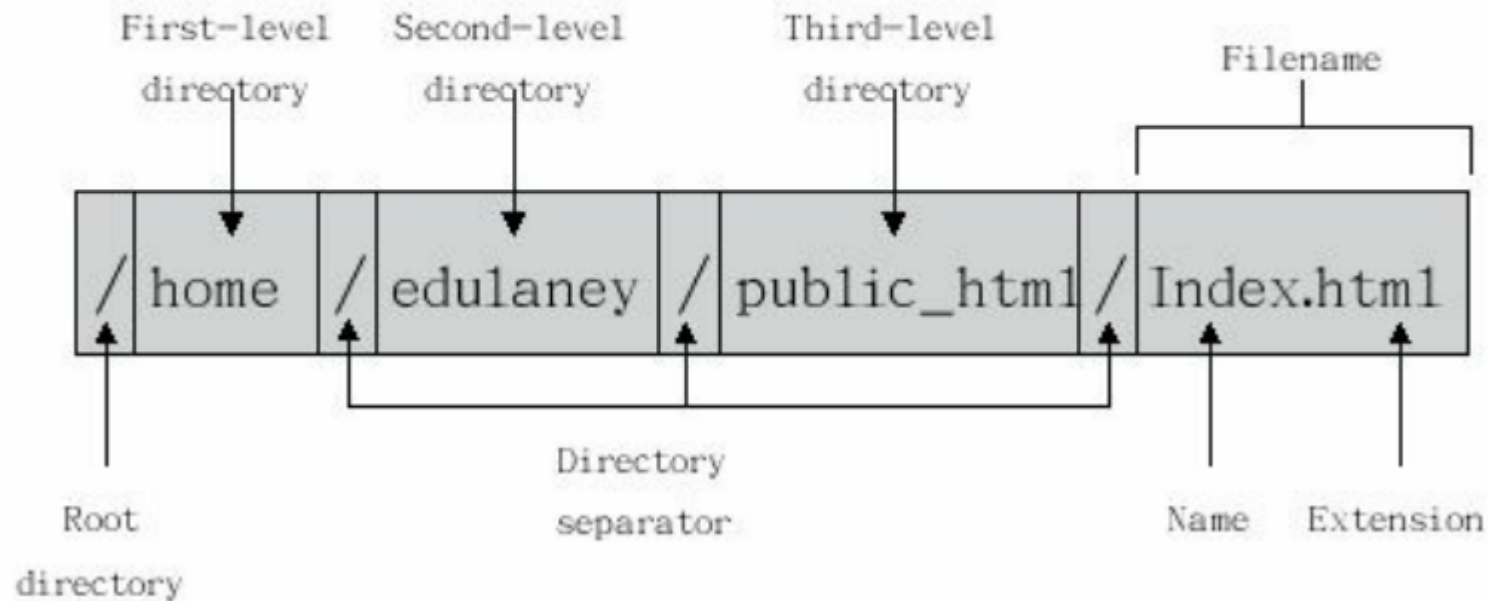 First-level Second-level Third-level
directory directory directory
Filename
/ home / edulaney / public_html / Index.html
Directory
separator
Root
directory
Name Extension